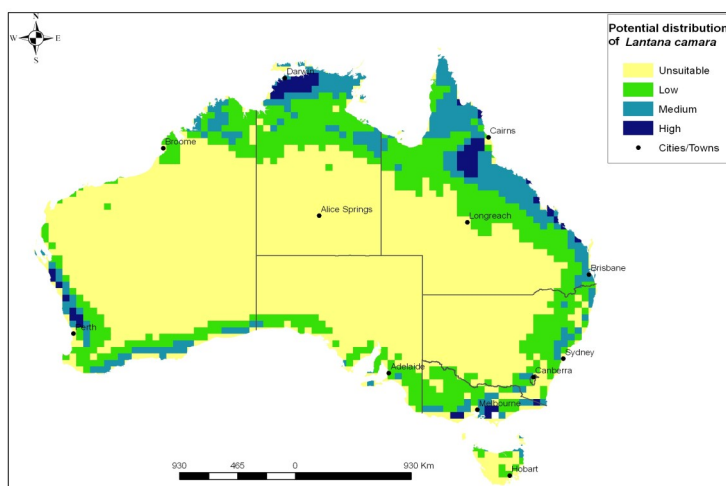 N
W E
S
Potential distribution
of Lantana camara
Unsuitable
Low
Medium
High
Cities/Towns
Darwin
Cairns
Broome
Alice Springs
Longreach
Brisbane
Perth
Sydney
Adelaide
Canberra
Melbourne
Hobart
930 465 0 930 Km